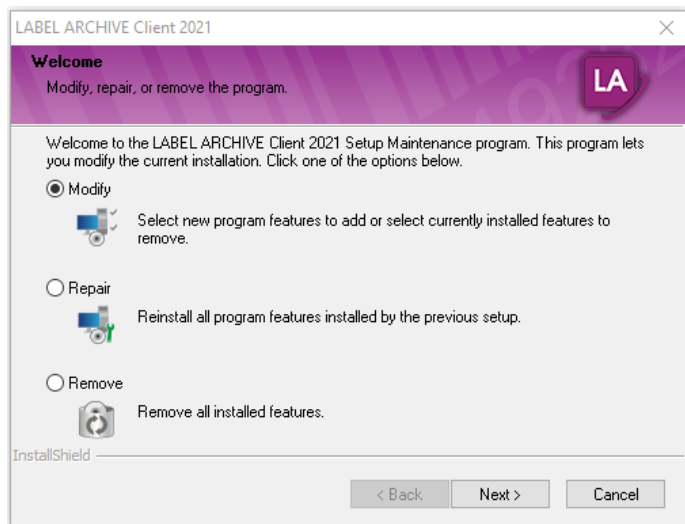 LABEL ARCHIVE Client 2021
Welcome
Modify, repair, or remove the program.
LA
Welcome to the LABEL ARCHIVE Client 2021 Setup Maintenance program. This program lets
you modify the current installation. Click one of the options below.
Modify
Select new program features to add or select currently installed features to
remove.
Repair
Reinstall all program features installed by the previous setup.
Remove
Remove all installed features.
InstallShield
< Back
Next >
Cancel